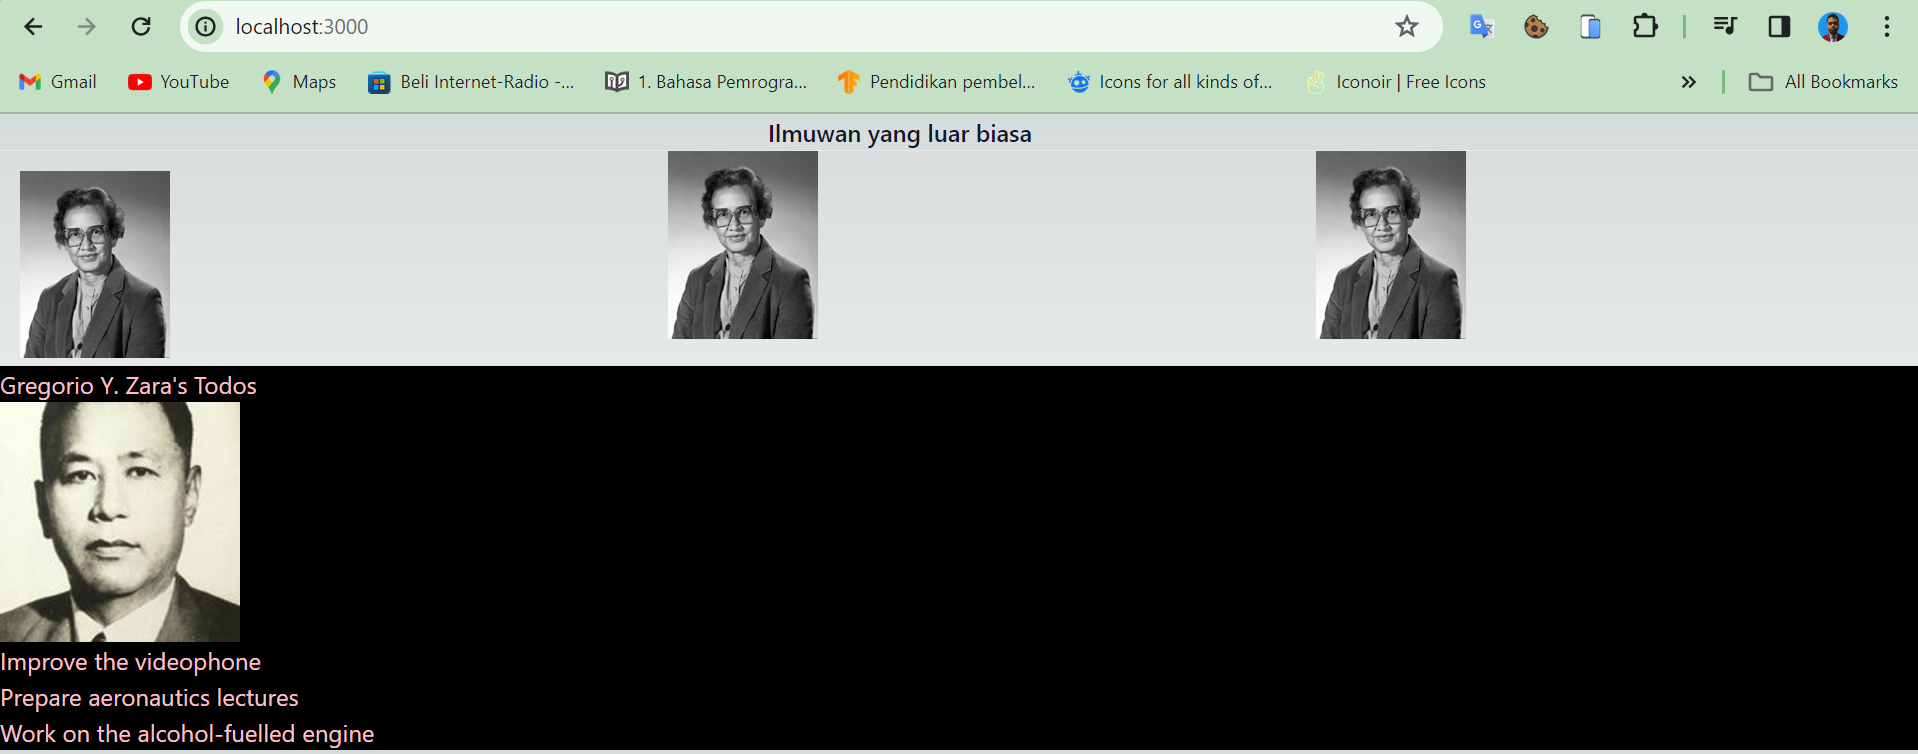 localhost:3000
Gmail YouTube Maps Beli Internet-Radio -... 1. Bahasa Pemrogra... Pendidikan pembel... Icons for all kinds of... Iconoir | Free Icons » All Bookmarks
Ilmuwan yang luar biasa
Gregorio Y. Zara's Todos
Improve the videophone
Prepare aeronautics lectures
Work on the alcohol-fuelled engine